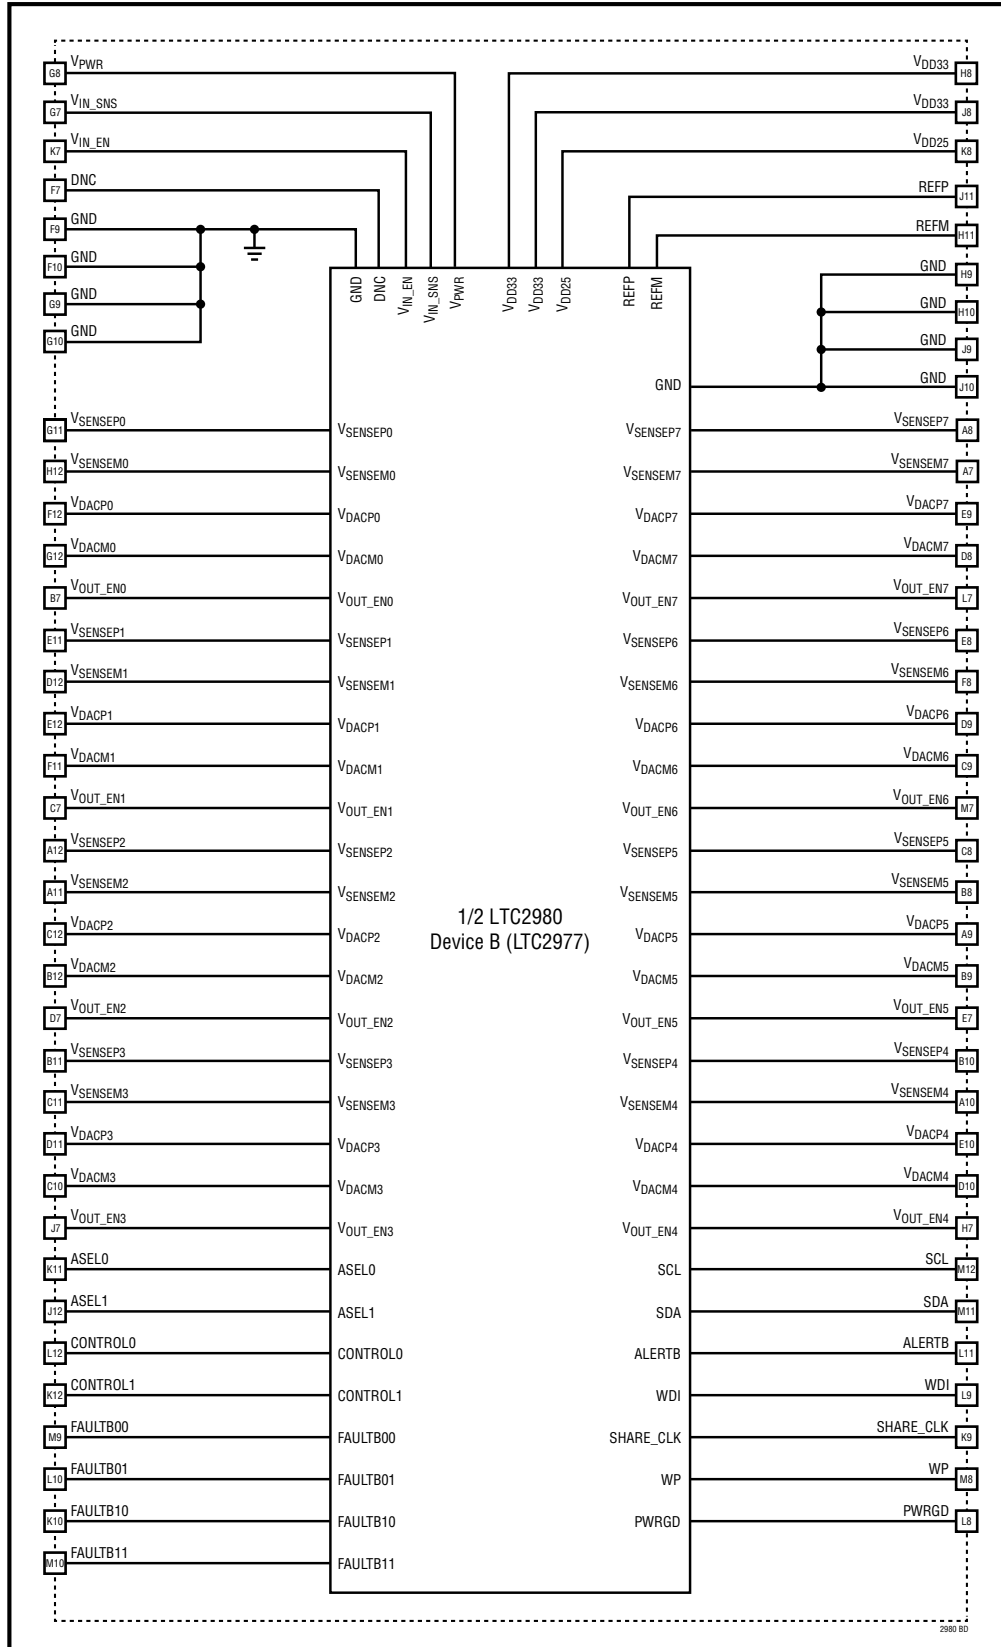 G8 VPWR
G7 VIN_SNS
K7 VIN_EN
F7 DNC
F9 GND
F10 GND
G9 GND
G10 GND
VDD33 H8
VDD33 J8
VDD25 K8
REFP J11
REFM H11
GND H9
GND H10
GND J9
GND J10
GND DNC VIN_EN VIN_SNS VPWR VDD33 VDD33 VDD25 REFP REFM
GND
G11 VSENSEP0 VSENSEP0 VSENSEP7 VSENSEP7 A8
H12 VSENSEM0 VSENSEM0 VSENSEM7 VSENSEM7 A7
F12 VDACP0 VDACP0 VDACP7 VDACP7 E9
G12 VDACM0 VDACM0 VDACM7 VDACM7 D8
B7 VOUT_EN0 VOUT_EN0 VOUT_EN7 VOUT_EN7 L7
E11 VSENSEP1 VSENSEP1 VSENSEP6 VSENSEP6 E8
D12 VSENSEM1 VSENSEM1 VSENSEM6 VSENSEM6 F8
E12 VDACP1 VDACP1 VDACP6 VDACP6 D9
F11 VDACM1 VDACM1 VDACM6 VDACM6 C9
C7 VOUT_EN1 VOUT_EN1 VOUT_EN6 VOUT_EN6 M7
A12 VSENSEP2 VSENSEP2 VSENSEP5 VSENSEP5 C8
A11 VSENSEM2 VSENSEM2 VSENSEM5 VSENSEM5 B8
1/2 LTC2980
Device B (LTC2977)
C12 VDACP2 VDACP2 VDACP5 VDACP5 A9
B12 VDACM2 VDACM2 VDACM5 VDACM5 B9
D7 VOUT_EN2 VOUT_EN2 VOUT_EN5 VOUT_EN5 E7
B11 VSENSEP3 VSENSEP3 VSENSEP4 VSENSEP4 B10
C11 VSENSEM3 VSENSEM3 VSENSEM4 VSENSEM4 A10
D11 VDACP3 VDACP3 VDACP4 VDACP4 E10
C10 VDACM3 VDACM3 VDACM4 VDACM4 D10
J7 VOUT_EN3 VOUT_EN3 VOUT_EN4 VOUT_EN4 H7
K11 ASEL0 ASEL0 SCL SCL M12
J12 ASEL1 ASEL1 SDA SDA M11
L12 CONTROL0 CONTROL0 ALERTB ALERTB L11
K12 CONTROL1 CONTROL1 WDI WDI L9
M9 FAULTB00 FAULTB00 SHARE_CLK SHARE_CLK K9
L10 FAULTB01 FAULTB01 WP WP M8
K10 FAULTB10 FAULTB10 PWRGD PWRGD L8
M10 FAULTB11 FAULTB11
2980 BD